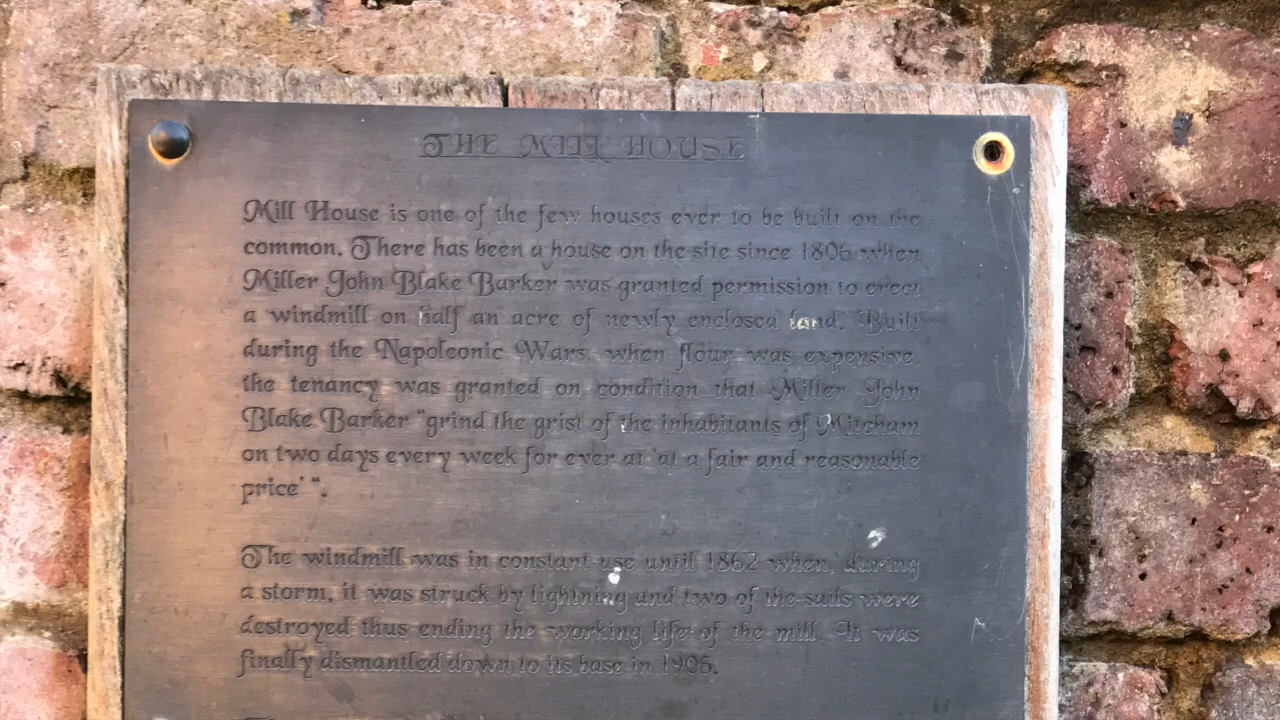 THE MILL HOUSE
Mill House is one of the few houses ever to be built on the
common. There has been a house on the site since 1806 when
Miller John Blake Barker was granted permission to erect
a windmill on half an acre of newly enclosed land. Built
during the Napoleonic Wars, when flour was expensive,
the tenancy was granted on condition that Miller John
Blake Barker "grind the grist of the inhabitants of Mitcham
on two days every week for ever at 'at a fair and reasonable
price' ".
The windmill was in constant use until 1862 when, during
a storm, it was struck by lightning and two of the sails were
destroyed thus ending the working life of the mill. It was
finally dismantled down to its base in 1905.